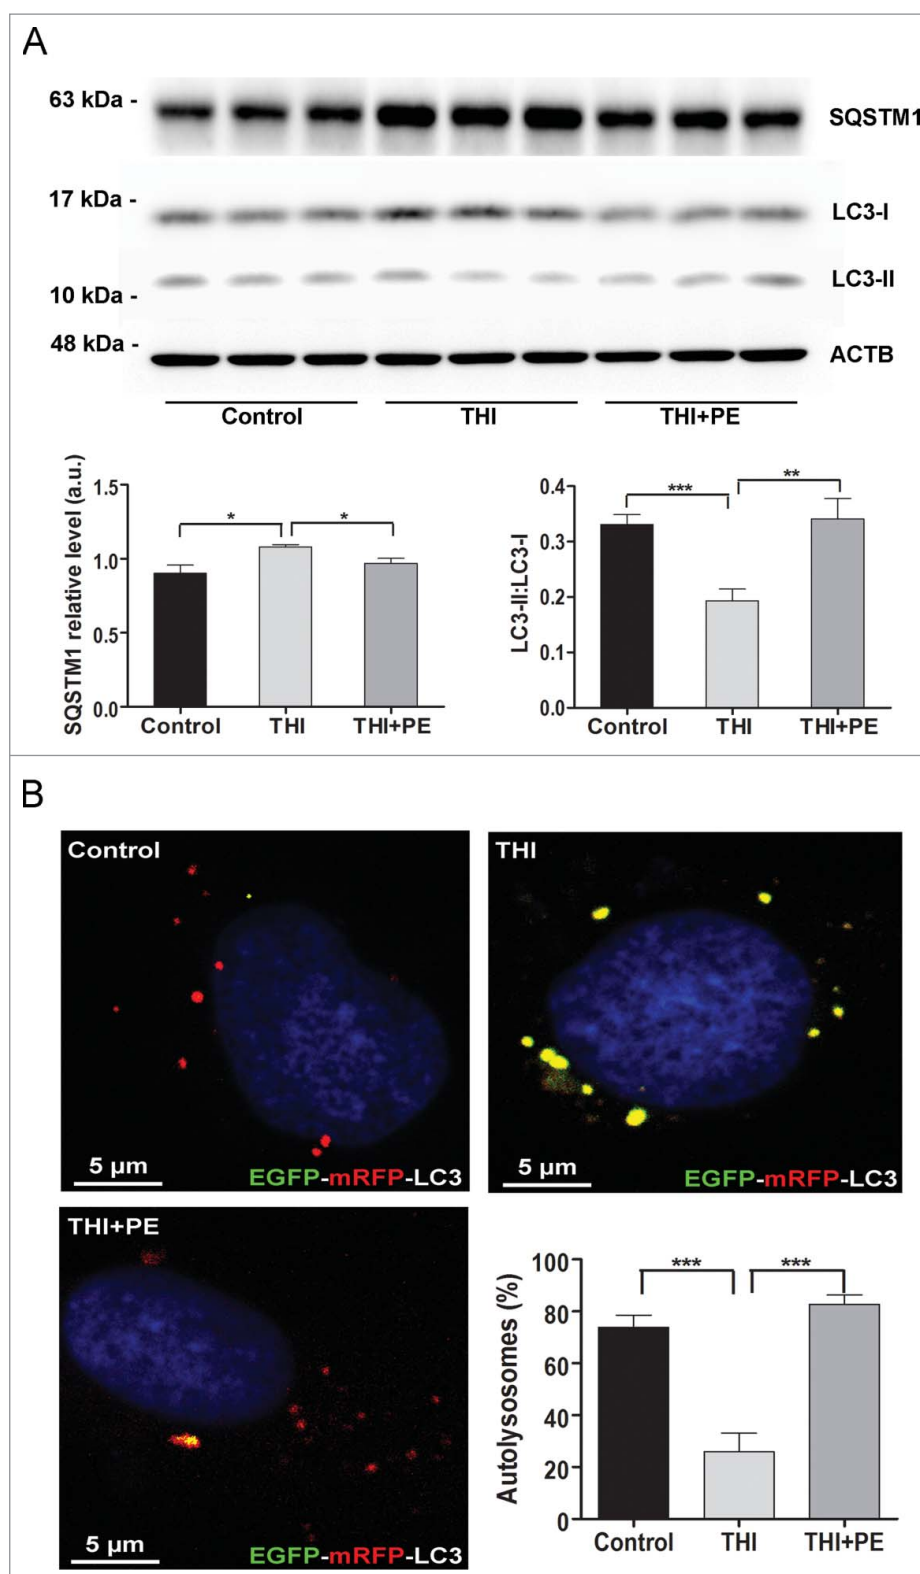 A
63 kDa -
SQSTM1
17 kDa -
LC3-I
LC3-II
10 kDa -
48 kDa -
ACTB
Control THI THI+PE
SQSTM1 relative level (a.u.)
1.5
1.0
0.5
0.0
* *
Control THI THI+PE
LC3-II:LC3-I
0.4
0.3
0.2
0.1
0.0
*** **
Control THI THI+PE
B
Control
5 µm
EGFP-mRFP-LC3
THI
5 µm
EGFP-mRFP-LC3
THI+PE
5 µm
EGFP-mRFP-LC3
Autolysosomes (%)
100
80
60
40
20
0
*** ***
Control THI THI+PE